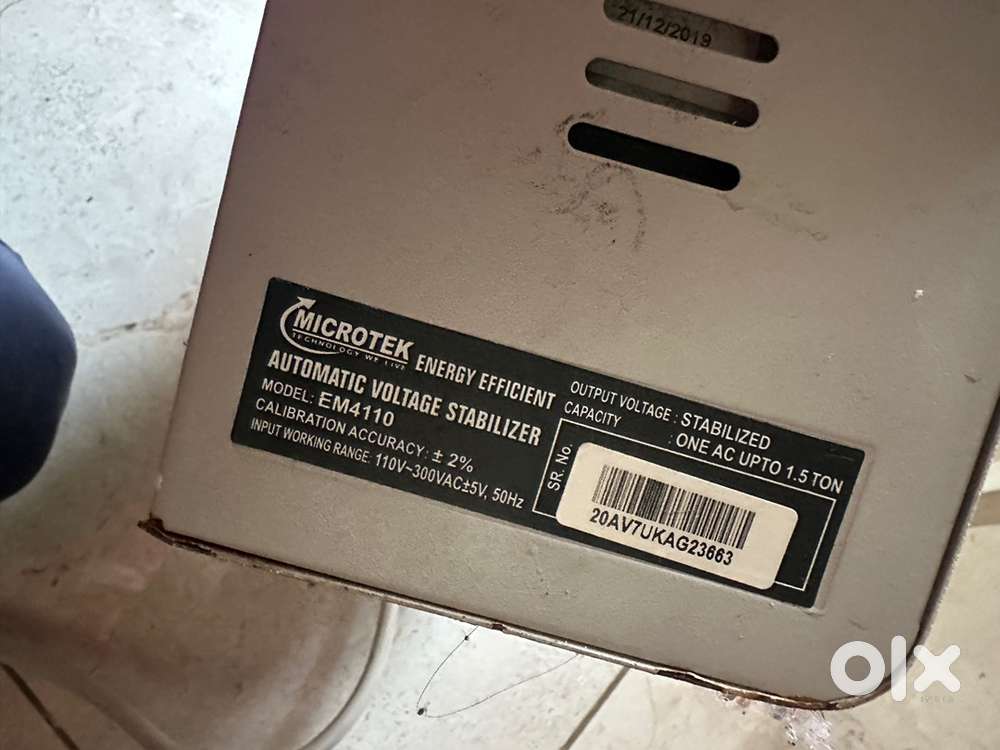 21/12/2019
MICROTEK
TECHNOLOGY WE LIVE
ENERGY EFFICIENT
AUTOMATIC VOLTAGE STABILIZER
MODEL: EM4110
CALIBRATION ACCURACY: ± 2%
INPUT WORKING RANGE: 110V~300VAC±5V, 50Hz
OUTPUT VOLTAGE : STABILIZED
CAPACITY : ONE AC UPTO 1.5 TON
SR. No.
20AV7UKAG23663
olx